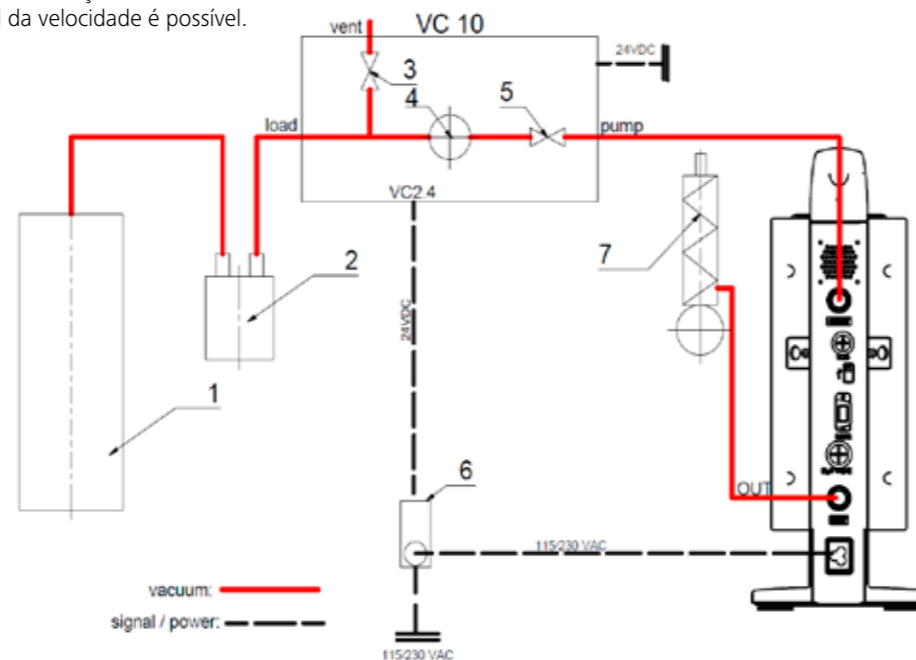 da velocidade é possível.
vent
VC 10
24VDC
3
4
5
load
pump
VC2.4
7
2
24VDC
1
6
OUT
115/230 VAC
vacuum:
signal / power:
115/230 VAC